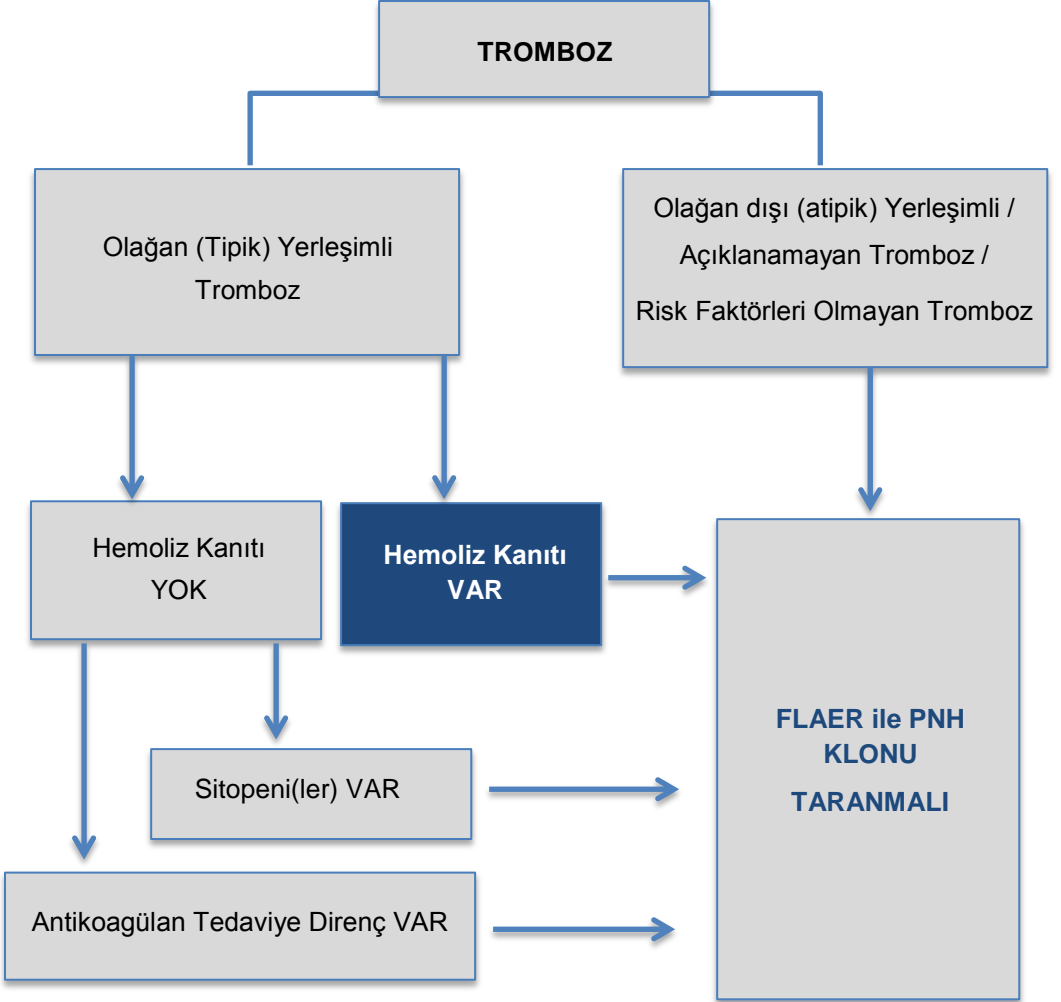 TROMBOZ
Olağan (Tipik) Yerleşimli
Tromboz
Olağan dışı (atipik) Yerleşimli /
Açıklanamayan Tromboz /
Risk Faktörleri Olmayan Tromboz
Hemoliz Kanıtı
YOK
Hemoliz Kanıtı
VAR
Sitopeni(ler) VAR
Antikoagülan Tedaviye Direnç VAR
FLAER ile PNH
KLONU
TARANMALI